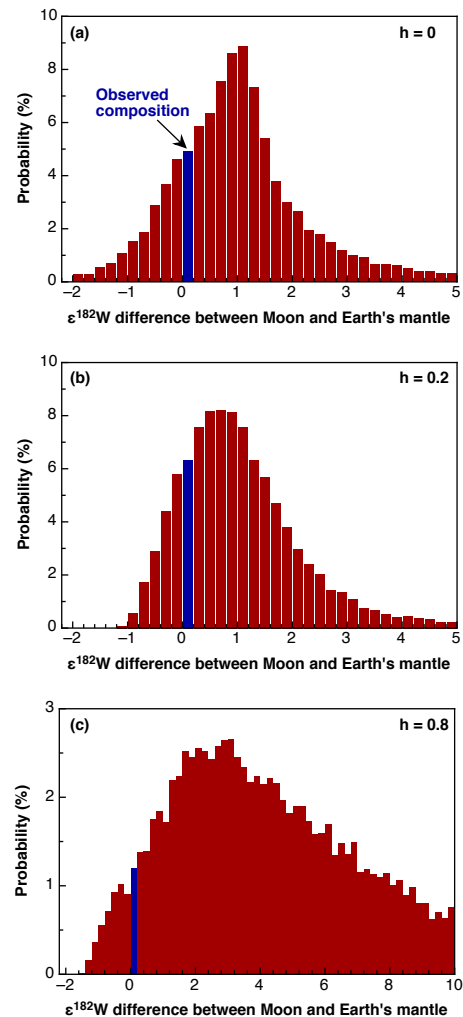 (a)
h = 0
Observed
composition
Probability (%)
10
8
6
4
2
0
−2 −1 0 1 2 3 4 5
ε¹⁸²W difference between Moon and Earth's mantle
(b)
h = 0.2
Probability (%)
10
8
6
4
2
0
−2 −1 0 1 2 3 4 5
ε¹⁸²W difference between Moon and Earth's mantle
(c)
h = 0.8
Probability (%)
3
2
1
0
−2 0 2 4 6 8 10
ε¹⁸²W difference between Moon and Earth's mantle